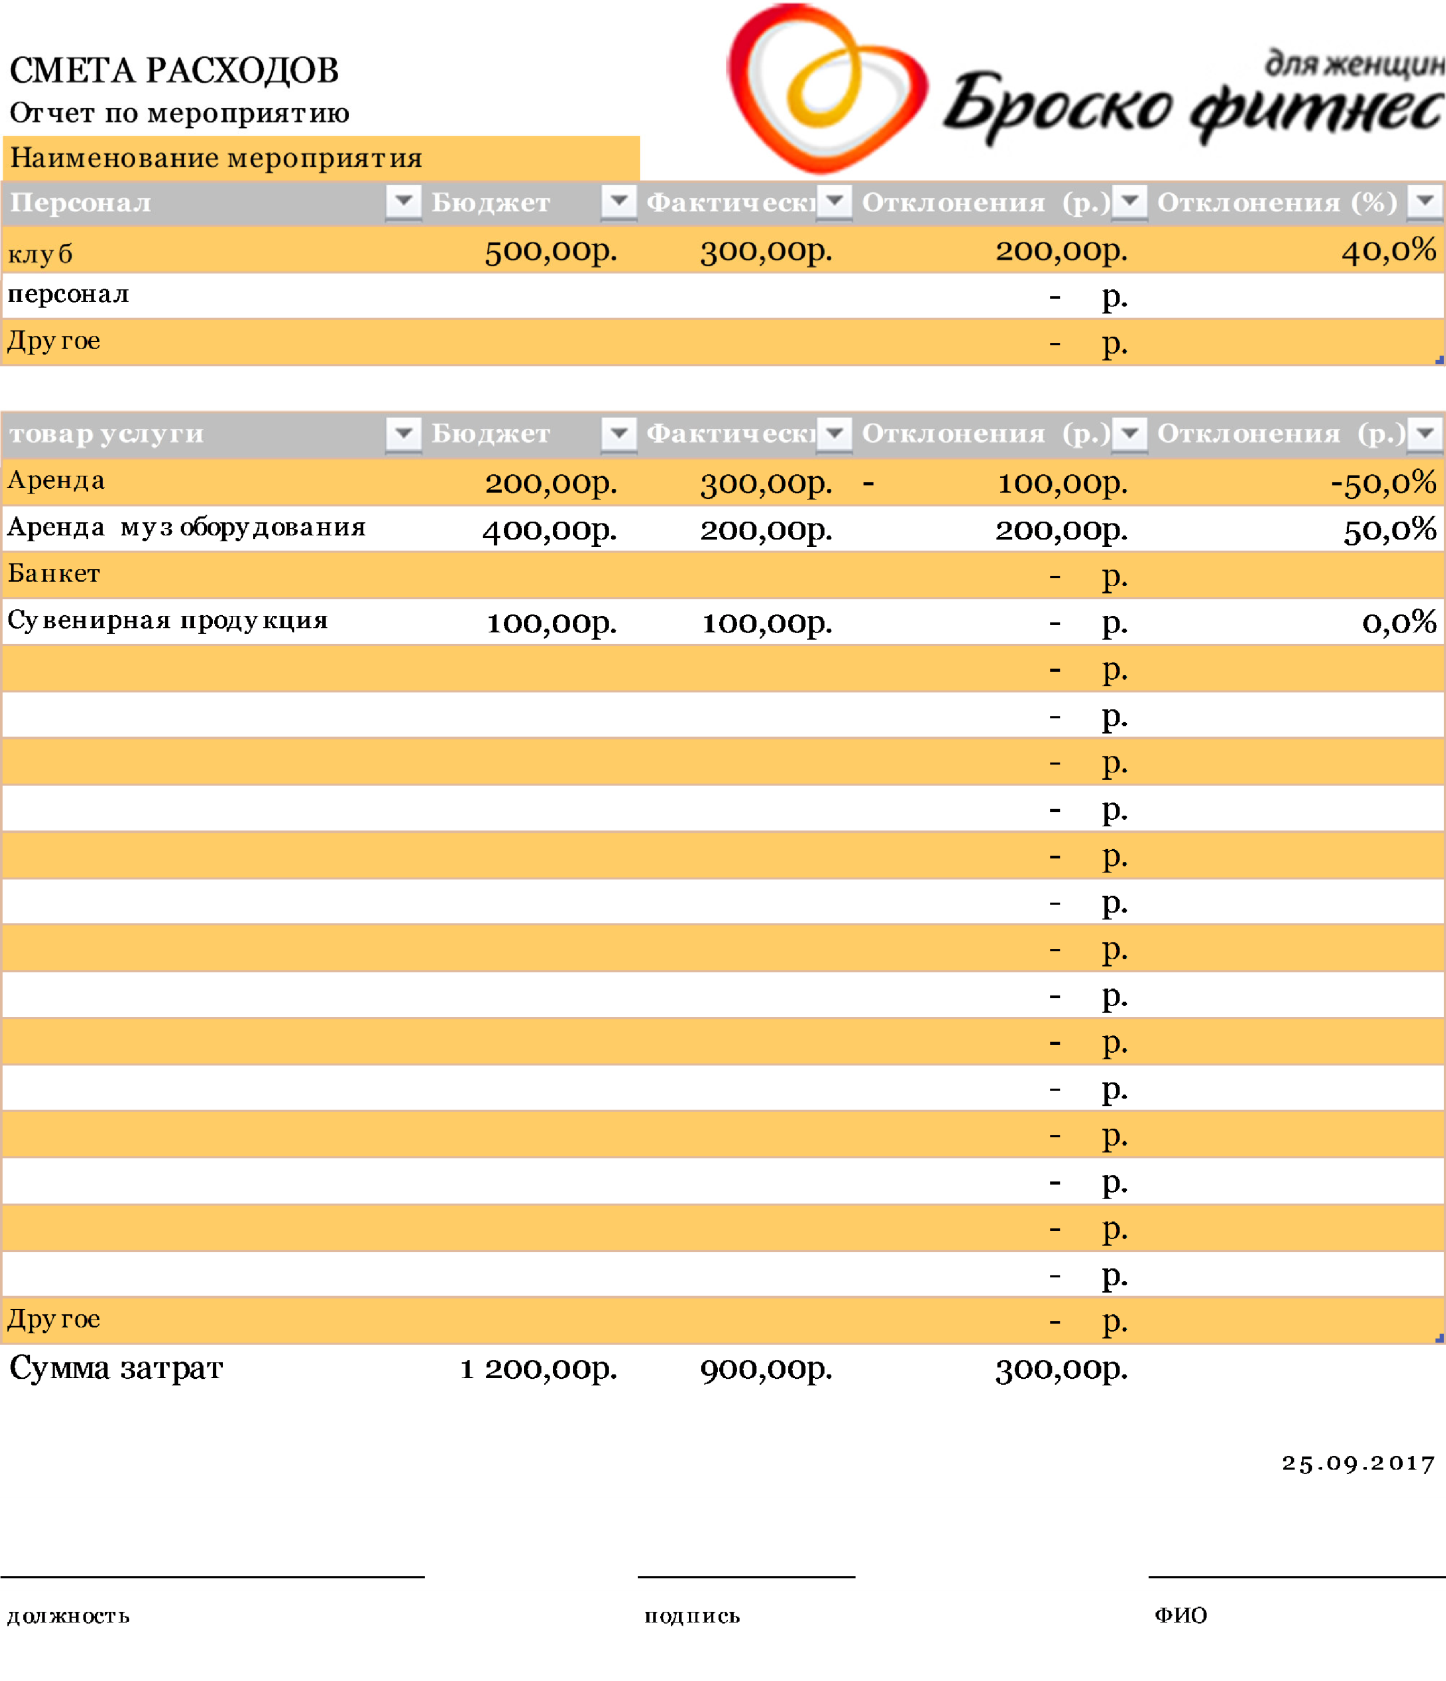 для женщин
СМЕТА РАСХОДОВ
Броско фитнес
Отчет по мероприятию
Наименование мероприятия
Персонал Бюджет Фактически Отклонения (р.) Отклонения (%)
клуб 500,00р. 300,00р. 200,00р. 40,0%
персонал - р.
Другое - р.
товар услуги Бюджет Фактически Отклонения (р.) Отклонения (р.)
Аренда 200,00р. 300,00р. - 100,00р. -50,0%
Аренда муз оборудования 400,00р. 200,00р. 200,00р. 50,0%
Банкет - р.
Сувенирная продукция 100,00р. 100,00р. - р. 0,0%
- р.
- р.
- р.
- р.
- р.
- р.
- р.
- р.
- р.
- р.
- р.
- р.
- р.
- р.
Другое - р.
Сумма затрат 1 200,00р. 900,00р. 300,00р.
25.09.2017
должность подпись ФИО